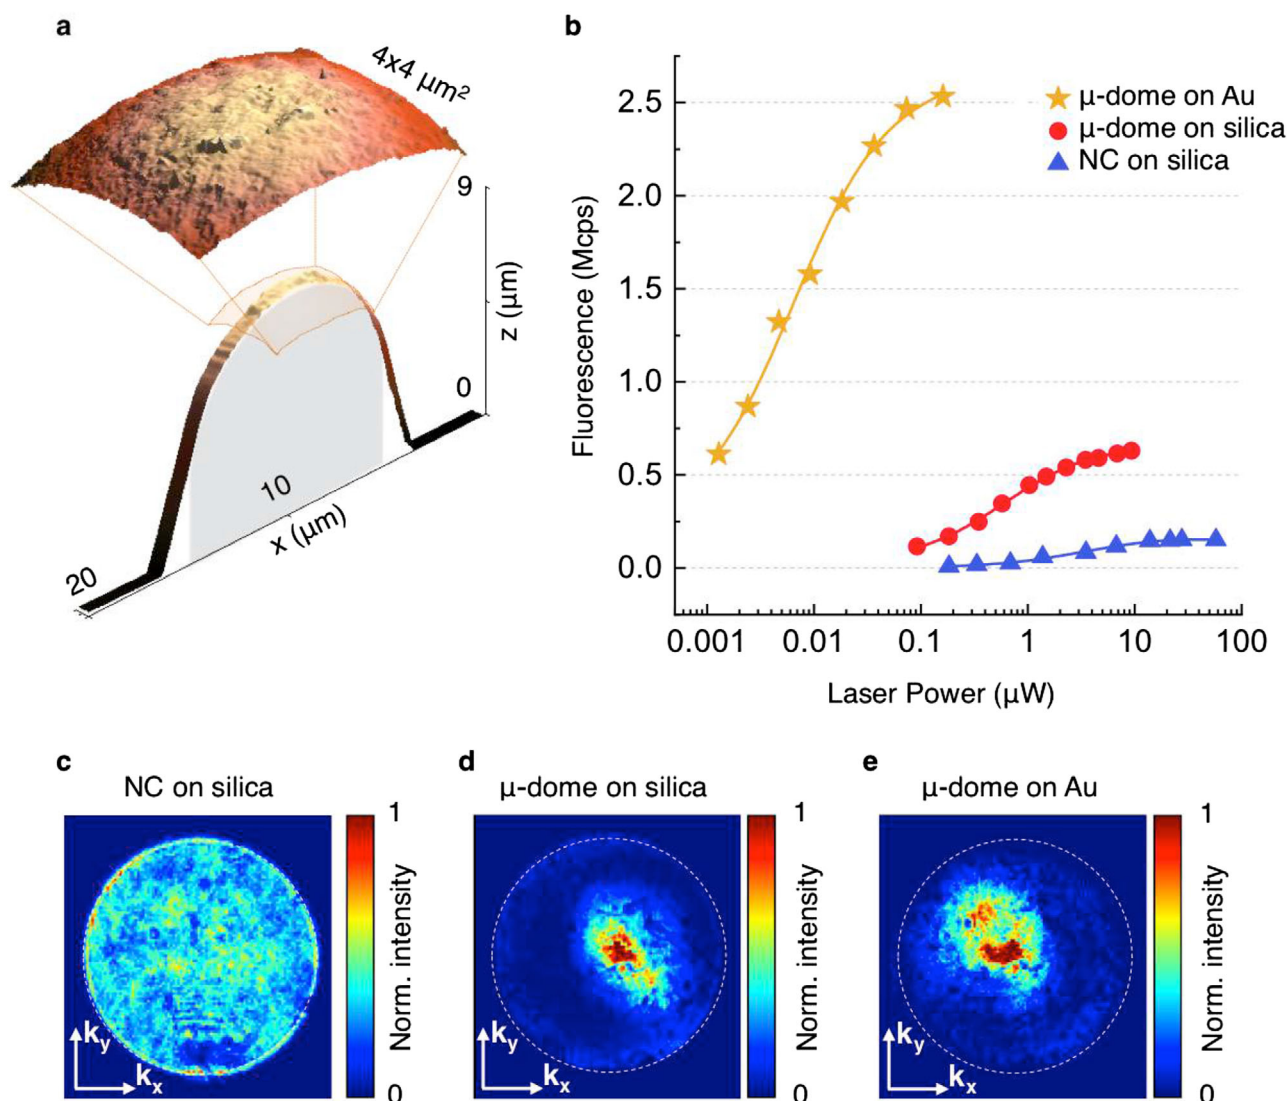 a
4x4 μm²
9
z (μm)
0
10
x (μm)
20
b
Fluorescence (Mcps)
2.5
2.0
1.5
1.0
0.5
0.0
μ-dome on Au
μ-dome on silica
NC on silica
0.001 0.01 0.1 1 10 100
Laser Power (μW)
c
NC on silica
1
Norm. intensity
0
ky
kx
d
μ-dome on silica
1
Norm. intensity
0
ky
kx
e
μ-dome on Au
1
Norm. intensity
0
ky
kx